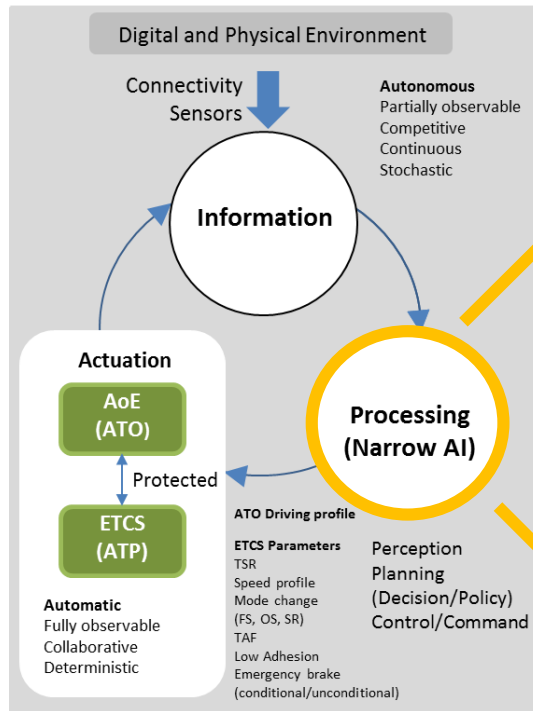 Digital and Physical Environment
Connectivity
Sensors
Autonomous
Partially observable
Competitive
Continuous
Stochastic
Information
Actuation
AoE
(ATO)
Protected
ETCS
(ATP)
Automatic
Fully observable
Collaborative
Deterministic
Processing
(Narrow AI)
ATO Driving profile
ETCS Parameters
TSR
Speed profile
Mode change
(FS, OS, SR)
TAF
Low Adhesion
Emergency brake
(conditional/unconditional)
Perception
Planning
(Decision/Policy)
Control/Command